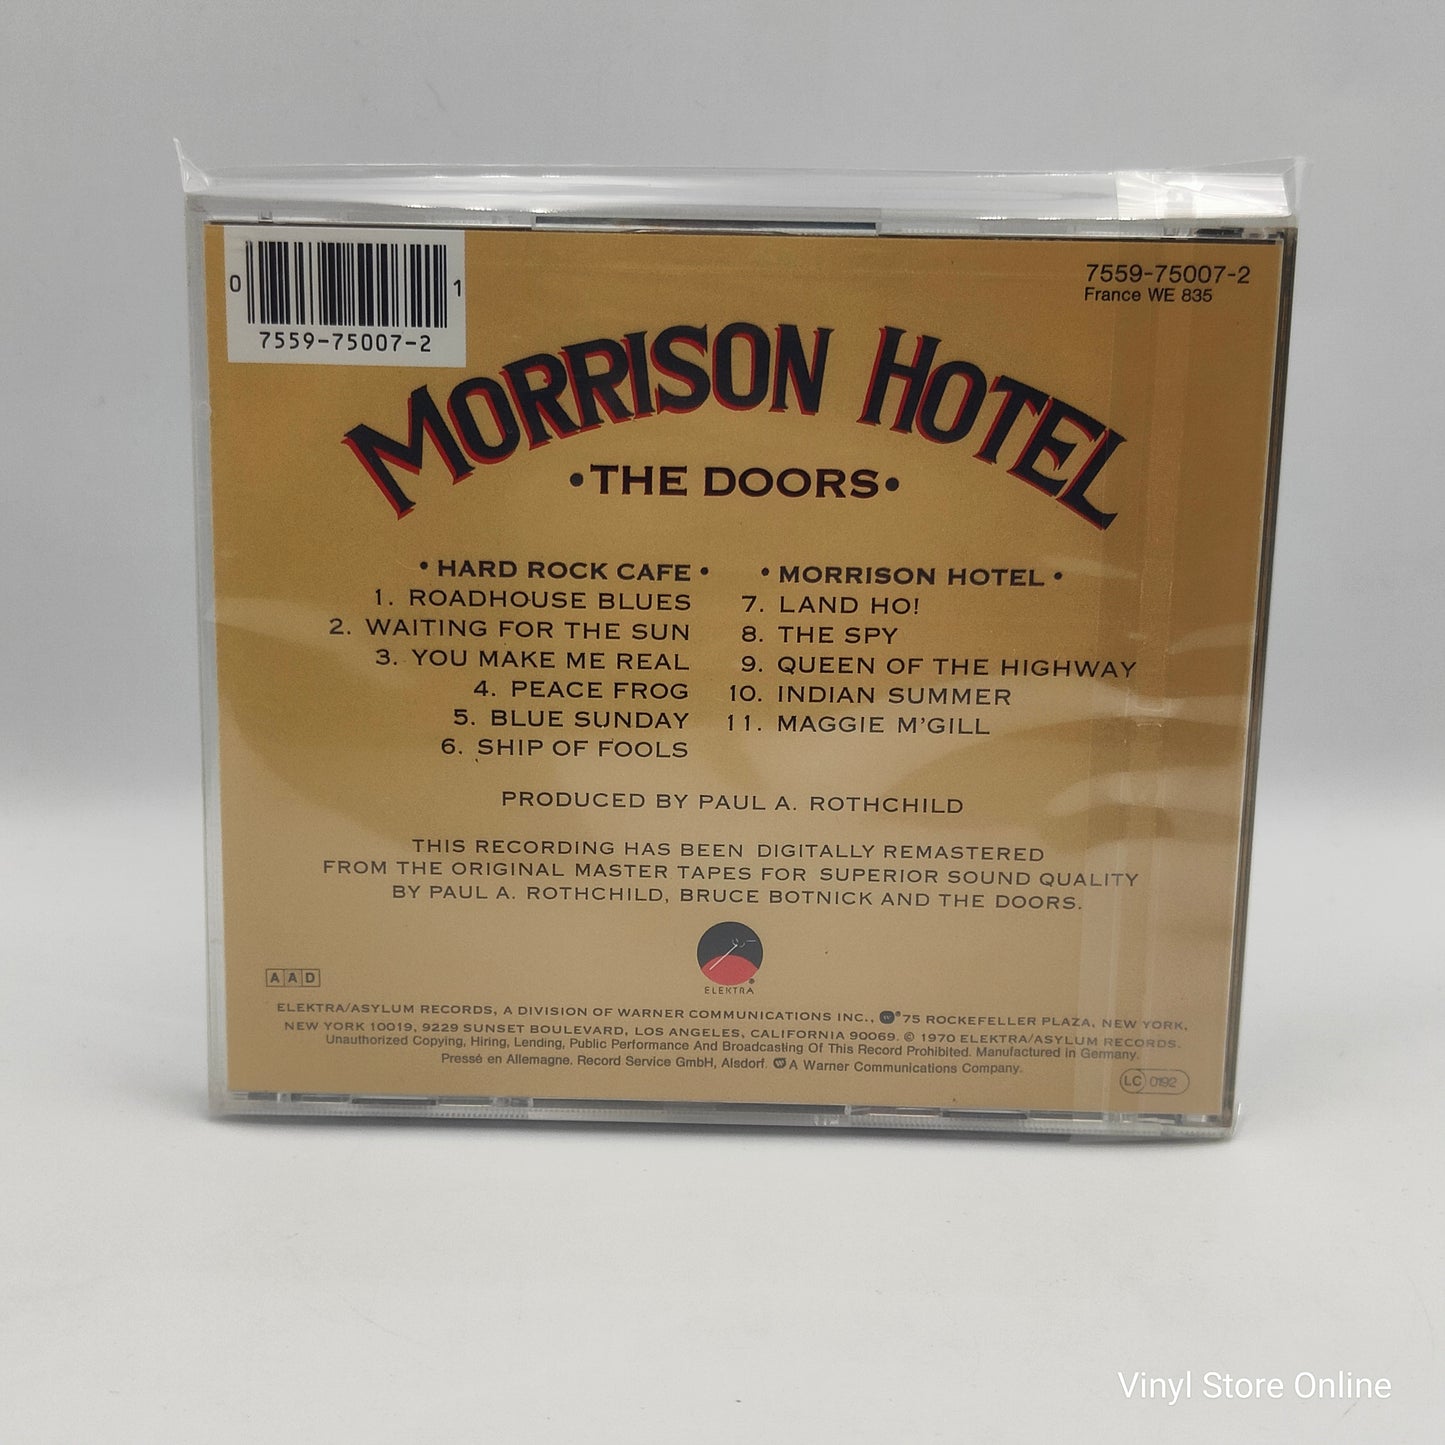 0 1
7559-75007-2
7559-75007-2
France WE 835
MORRISON HOTEL
•THE DOORS•
• HARD ROCK CAFE •
1. ROADHOUSE BLUES
2. WAITING FOR THE SUN
3. YOU MAKE ME REAL
4. PEACE FROG
5. BLUE SUNDAY
6. SHIP OF FOOLS
• MORRISON HOTEL •
7. LAND HO!
8. THE SPY
9. QUEEN OF THE HIGHWAY
10. INDIAN SUMMER
11. MAGGIE M'GILL
PRODUCED BY PAUL A. ROTHCHILD
THIS RECORDING HAS BEEN DIGITALLY REMASTERED
FROM THE ORIGINAL MASTER TAPES FOR SUPERIOR SOUND QUALITY
BY PAUL A. ROTHCHILD, BRUCE BOTNICK AND THE DOORS.
ELEKTRA
AAD
ELEKTRA/ASYLUM RECORDS, A DIVISION OF WARNER COMMUNICATIONS INC., ® 75 ROCKEFELLER PLAZA, NEW YORK,
NEW YORK 10019, 9229 SUNSET BOULEVARD, LOS ANGELES, CALIFORNIA 90069. © 1970 ELEKTRA/ASYLUM RECORDS.
Unauthorized Copying, Hiring, Lending, Public Performance And Broadcasting Of This Record Prohibited. Manufactured in Germany.
Pressé en Allemagne. Record Service GmbH, Alsdorf. A Warner Communications Company.
LC 0192
Vinyl Store Online